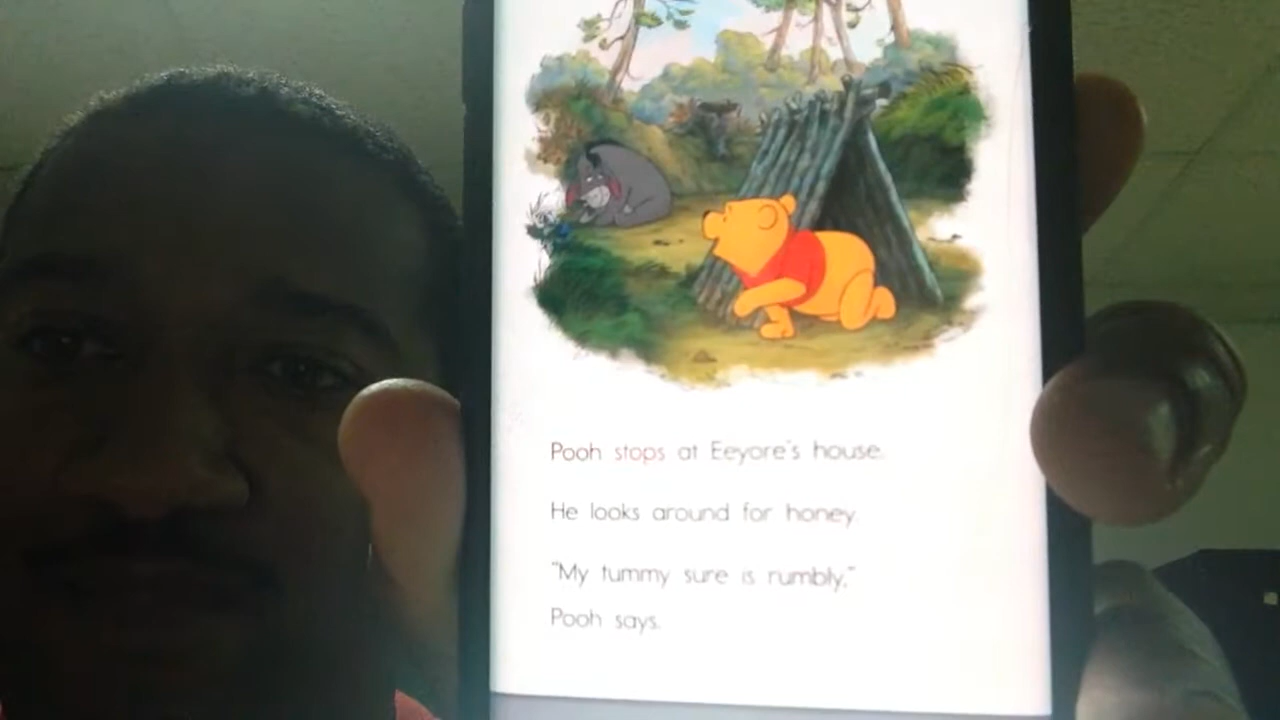 Pooh stops at Eeyore's house.
He looks around for honey.
"My tummy sure is rumbly,"
Pooh says.